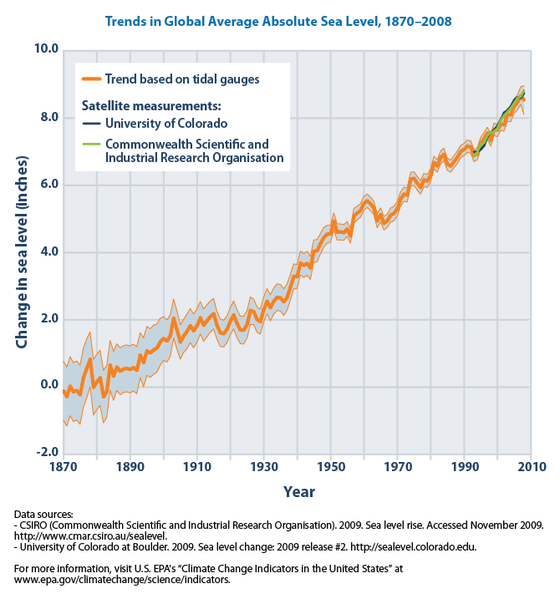 Trends in Global Average Absolute Sea Level, 1870–2008
10.0
8.0
6.0
4.0
2.0
0.0
-2.0
Change in sea level (inches)
Trend based on tidal gauges
Satellite measurements:
University of Colorado
Commonwealth Scientific and
Industrial Research Organisation
1870
1890
1910
1930
1950
1970
1990
2010
Year
Data sources:
- CSIRO (Commonwealth Scientific and Industrial Research Organisation). 2009. Sea level rise. Accessed November 2009.
http://www.cmar.csiro.au/sealevel.
- University of Colorado at Boulder. 2009. Sea level change: 2009 release #2. http://sealevel.colorado.edu.
For more information, visit U.S. EPA's “Climate Change Indicators in the United States” at
www.epa.gov/climatechange/science/indicators.